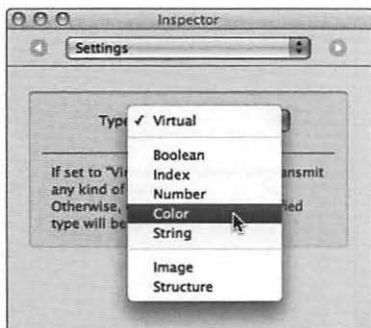 Inspector
Settings
Type
✓ Virtual
Boolean
Index
Number
Color
String
Image
Structure
If set to
any kind of
Otherwise,
type will be